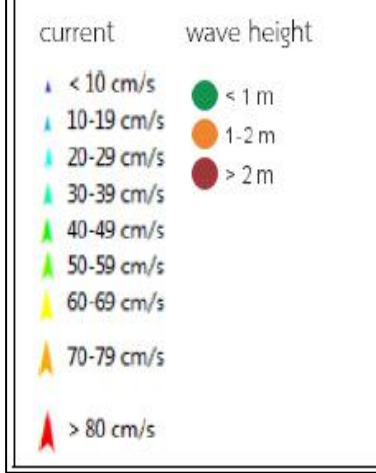 current
< 10 cm/s
10-19 cm/s
20-29 cm/s
30-39 cm/s
40-49 cm/s
50-59 cm/s
60-69 cm/s
70-79 cm/s
> 80 cm/s
wave height
< 1 m
1-2 m
> 2 m